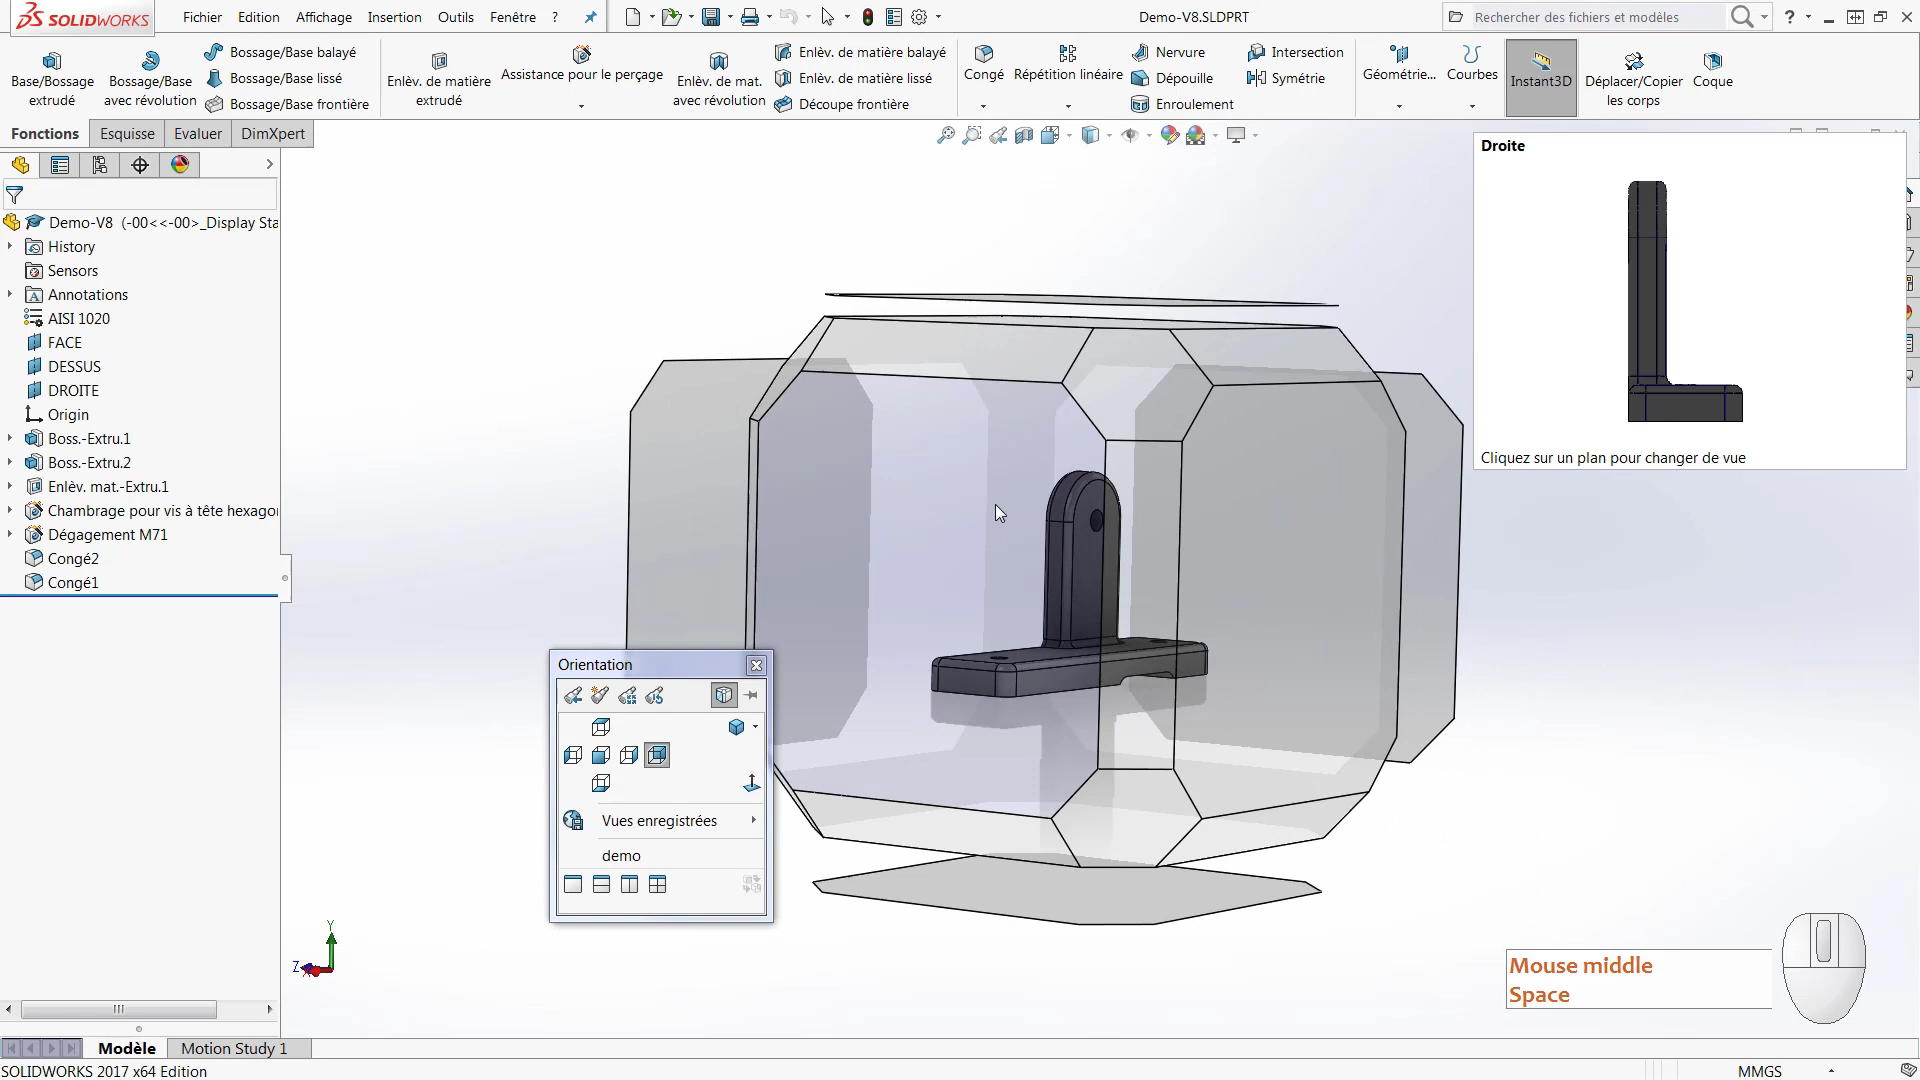 SOLIDWORKS
Fichier
Edition
Affichage
Insertion
Outils
Fenêtre
?
Demo-V8.SLDPRT
Rechercher des fichiers et modèles
?
Base/Bossage
extrudé
Bossage/Base
avec révolution
Bossage/Base balayé
Bossage/Base lissé
Bossage/Base frontière
Enlèv. de matière
extrudé
Assistance pour le perçage
Enlèv. de mat.
avec révolution
Enlèv. de matière balayé
Enlèv. de matière lissé
Découpe frontière
Congé
Répétition linéaire
Nervure
Dépouille
Enroulement
Intersection
Symétrie
Géométrie...
Courbes
Instant3D
Déplacer/Copier
les corps
Coque
Fonctions
Esquisse
Evaluer
DimXpert
Droite
Cliquez sur un plan pour changer de vue
Demo-V8 (-00<<-00>_Display Sta
History
Sensors
Annotations
AISI 1020
FACE
DESSUS
DROITE
Origin
Boss.-Extru.1
Boss.-Extru.2
Enlèv. mat.-Extru.1
Chambrage pour vis à tête hexago
Dégagement M71
Congé2
Congé1
Orientation
Vues enregistrées
demo
Y
Z
Mouse middle
Space
Modèle
Motion Study 1
SOLIDWORKS 2017 x64 Edition
MMGS